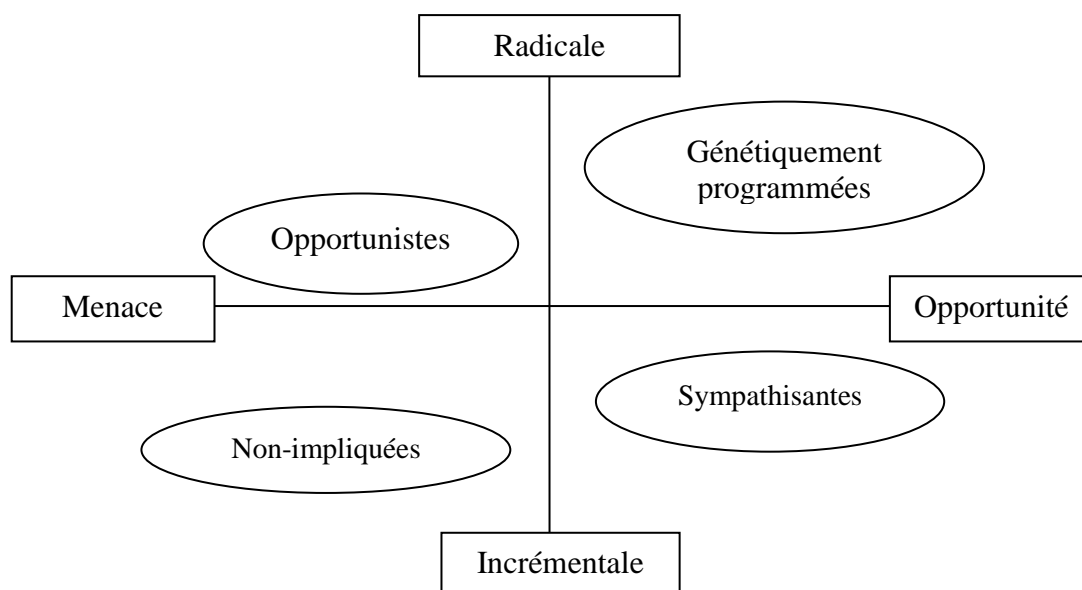 Radicale
Génétiquement
programmées
Opportunistes
Menace
Opportunité
Sympathisantes
Non-impliquées
Incrémentale